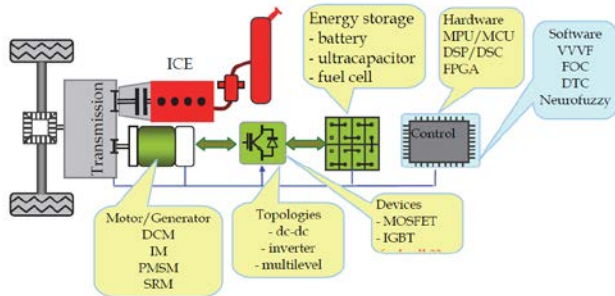 Energy storage
- battery
- ultracapacitor
- fuel cell
Hardware
MPU/MCU
DSP/DSC
FPGA
Software
VVVF
FOC
DTC
Neurofuzzy
ICE
Transmission
Control
Motor/Generator
DCM
IM
PMSM
SRM
Topologies
- dc-dc
- inverter
- multilevel
Devices
- MOSFET
- IGBT